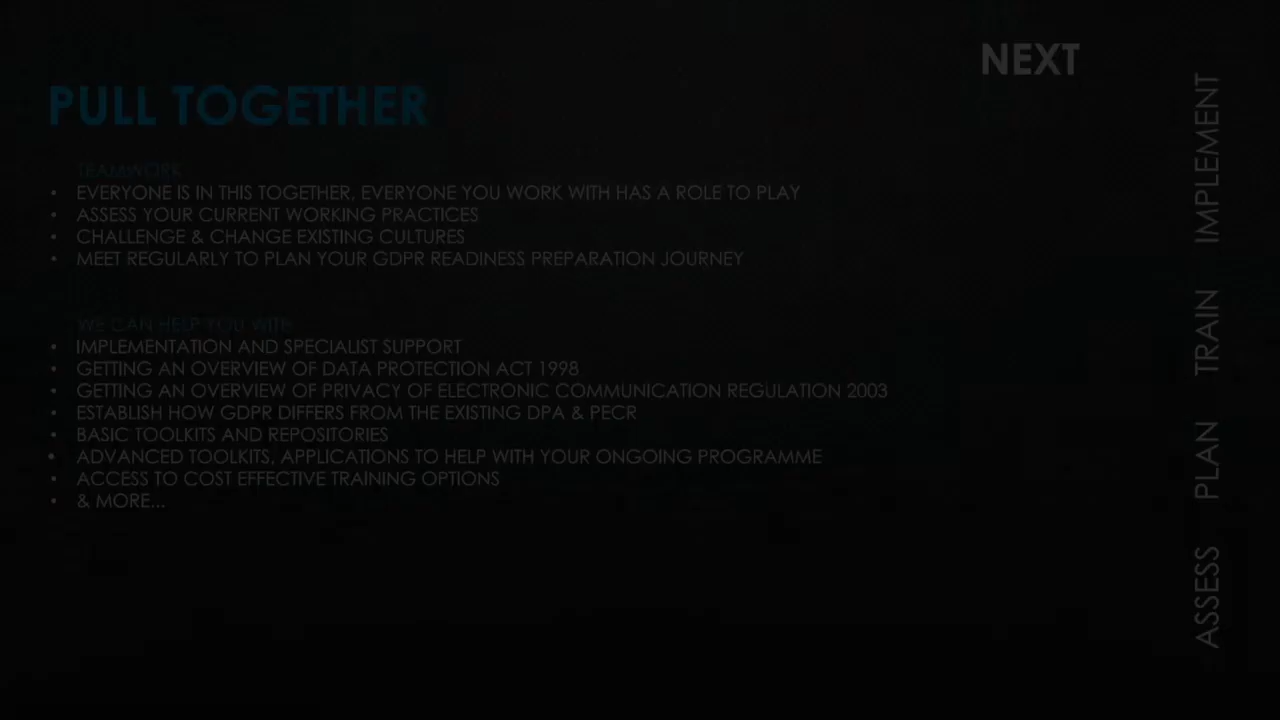 NEXT
PULL TOGETHER
TEAMWORK
• EVERYONE IS IN THIS TOGETHER, EVERYONE YOU WORK WITH HAS A ROLE TO PLAY
• ASSESS YOUR CURRENT WORKING PRACTICES
• CHALLENGE & CHANGE EXISTING CULTURES
• MEET REGULARLY TO PLAN YOUR GDPR READINESS PREPARATION JOURNEY
WE CAN HELP YOU WITH
• IMPLEMENTATION AND SPECIALIST SUPPORT
• GETTING AN OVERVIEW OF DATA PROTECTION ACT 1998
• GETTING AN OVERVIEW OF PRIVACY OF ELECTRONIC COMMUNICATION REGULATION 2003
• ESTABLISH HOW GDPR DIFFERS FROM THE EXISTING DPA & PECR
• BASIC TOOLKITS AND REPOSITORIES
• ADVANCED TOOLKITS, APPLICATIONS TO HELP WITH YOUR ONGOING PROGRAMME
• ACCESS TO COST EFFECTIVE TRAINING OPTIONS
• & MORE...
ASSESS PLAN TRAIN IMPLEMENT